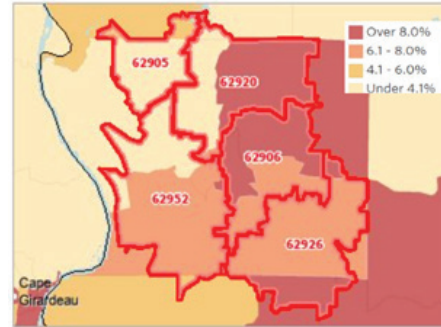 Over 8.0%
6.1 - 8.0%
4.1 - 6.0%
Under 4.1%
62905
62920
62906
62952
62926
Cape
Girardeau